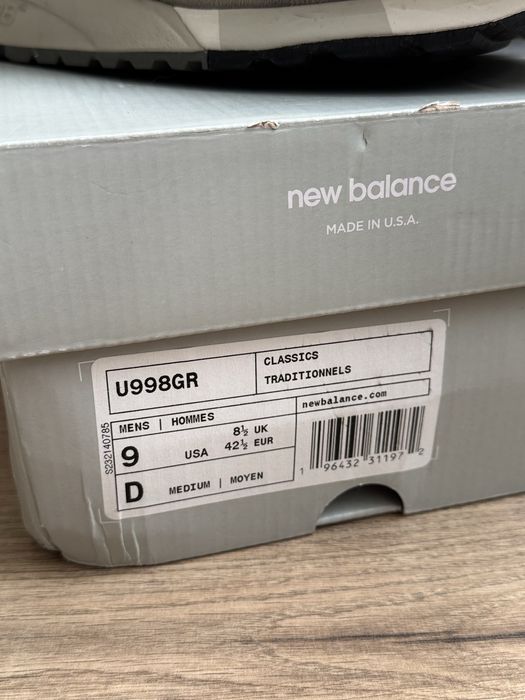 new balance
MADE IN U.S.A.
U998GR
CLASSICS
TRADITIONNELS
newbalance.com
MENS | HOMMES
9 USA 8½ UK
42½ EUR
D MEDIUM | MOYEN
S232140785
1 96432 31197 2